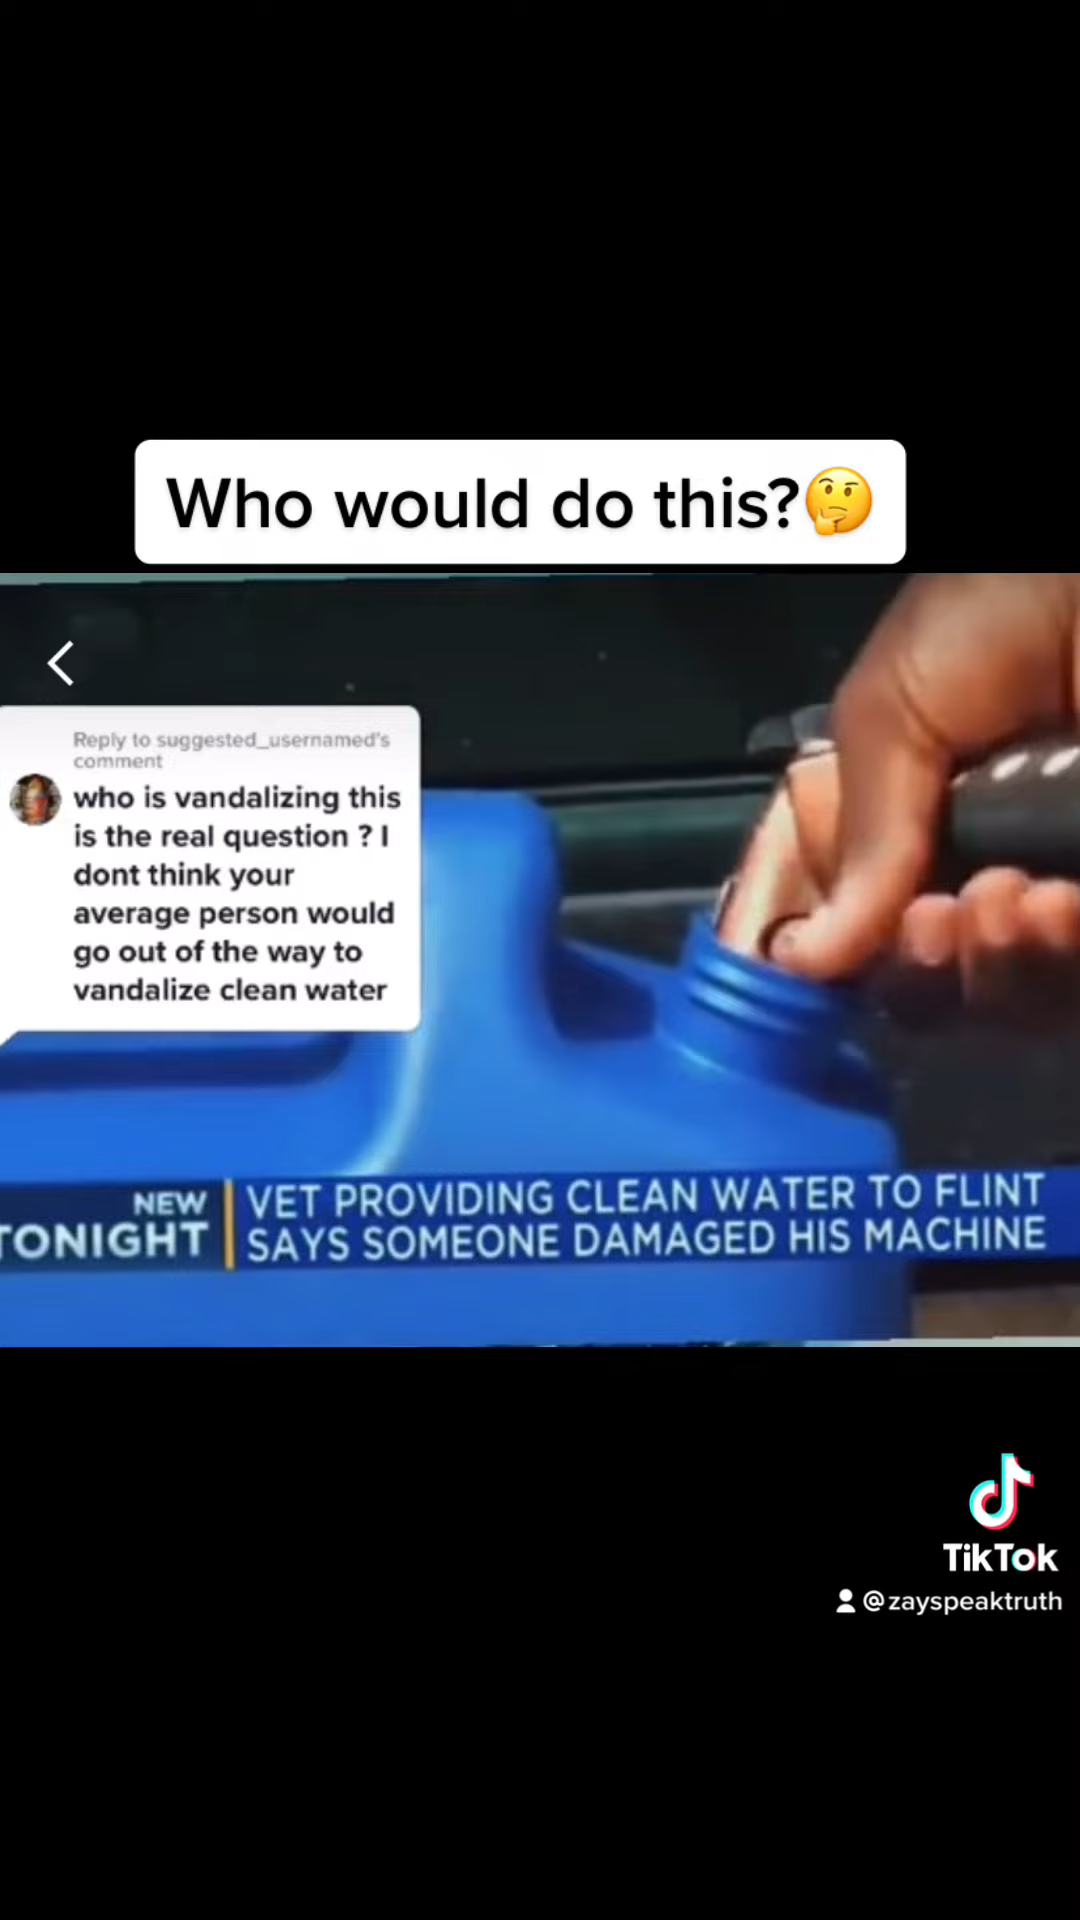 Who would do this?🤔
Reply to suggested_usernamed's
comment
who is vandalizing this
is the real question ? I
dont think your
average person would
go out of the way to
vandalize clean water
NEW
TONIGHT
VET PROVIDING CLEAN WATER TO FLINT
SAYS SOMEONE DAMAGED HIS MACHINE
TikTok
@zayspeaktruth